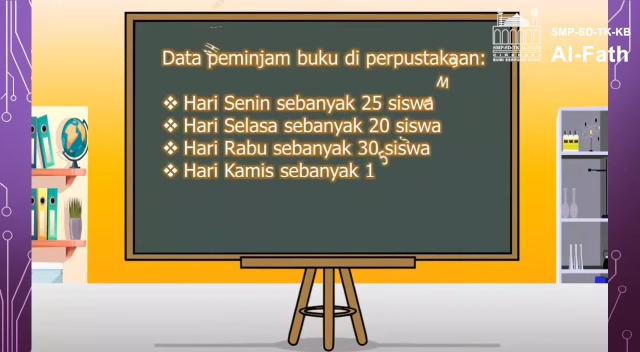 SMP-SD-TK-KB
Al-Fath
Data peminjam buku di perpustakaan:
❖ Hari Senin sebanyak 25 siswa
❖ Hari Selasa sebanyak 20 siswa
❖ Hari Rabu sebanyak 30 siswa
❖ Hari Kamis sebanyak 15